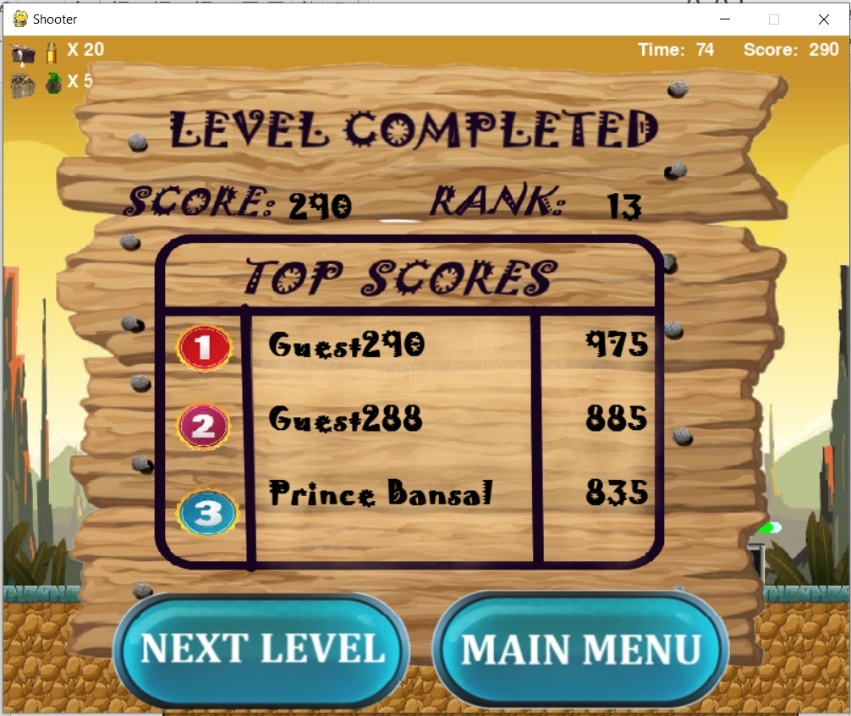 Shooter
X 20 Time: 74 Score: 290
X 5
LEVEL COMPLETED
SCORE: 290 RANK: 13
TOP SCORES
1 Guest290 975
2 Guest288 885
3 Prince Bansal 835
NEXT LEVEL MAIN MENU